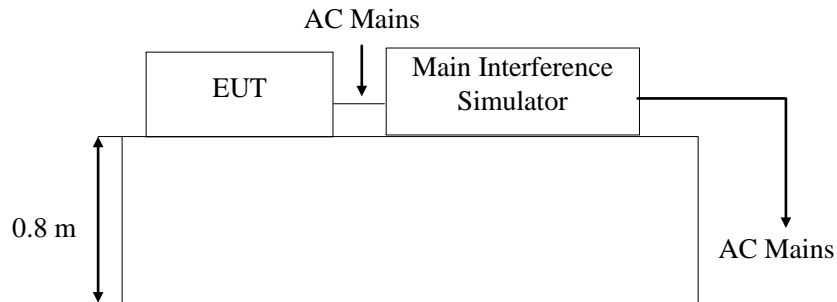 AC Mains
EUT
Main Interference
Simulator
0.8 m
AC Mains